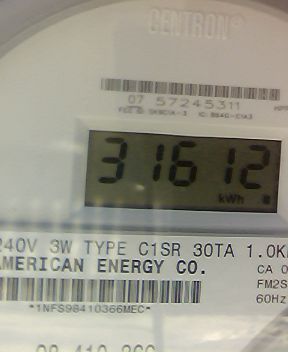 CENTRON®
07 57245311
31612
kWh
240V 3W TYPE C1SR 30TA 1.0K
AMERICAN ENERGY CO.
CA 0
FM2S
60Hz
*1NFS98410366MEC*